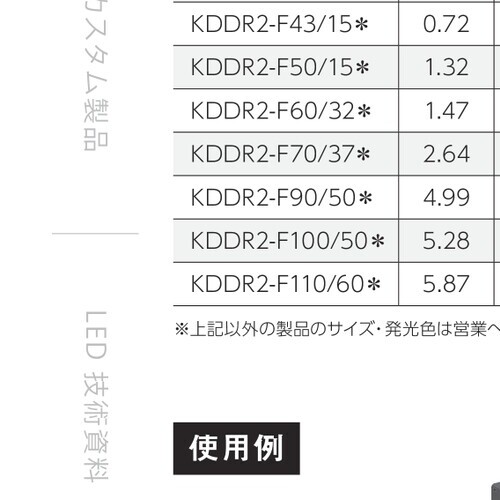 KDDR2-F43/15＊ 0.72
KDDR2-F50/15＊ 1.32
KDDR2-F60/32＊ 1.47
KDDR2-F70/37＊ 2.64
KDDR2-F90/50＊ 4.99
KDDR2-F100/50＊ 5.28
KDDR2-F110/60＊ 5.87
※上記以外の製品のサイズ・発光色は営業へ
使用例
カスタム製品
LED 技術資料